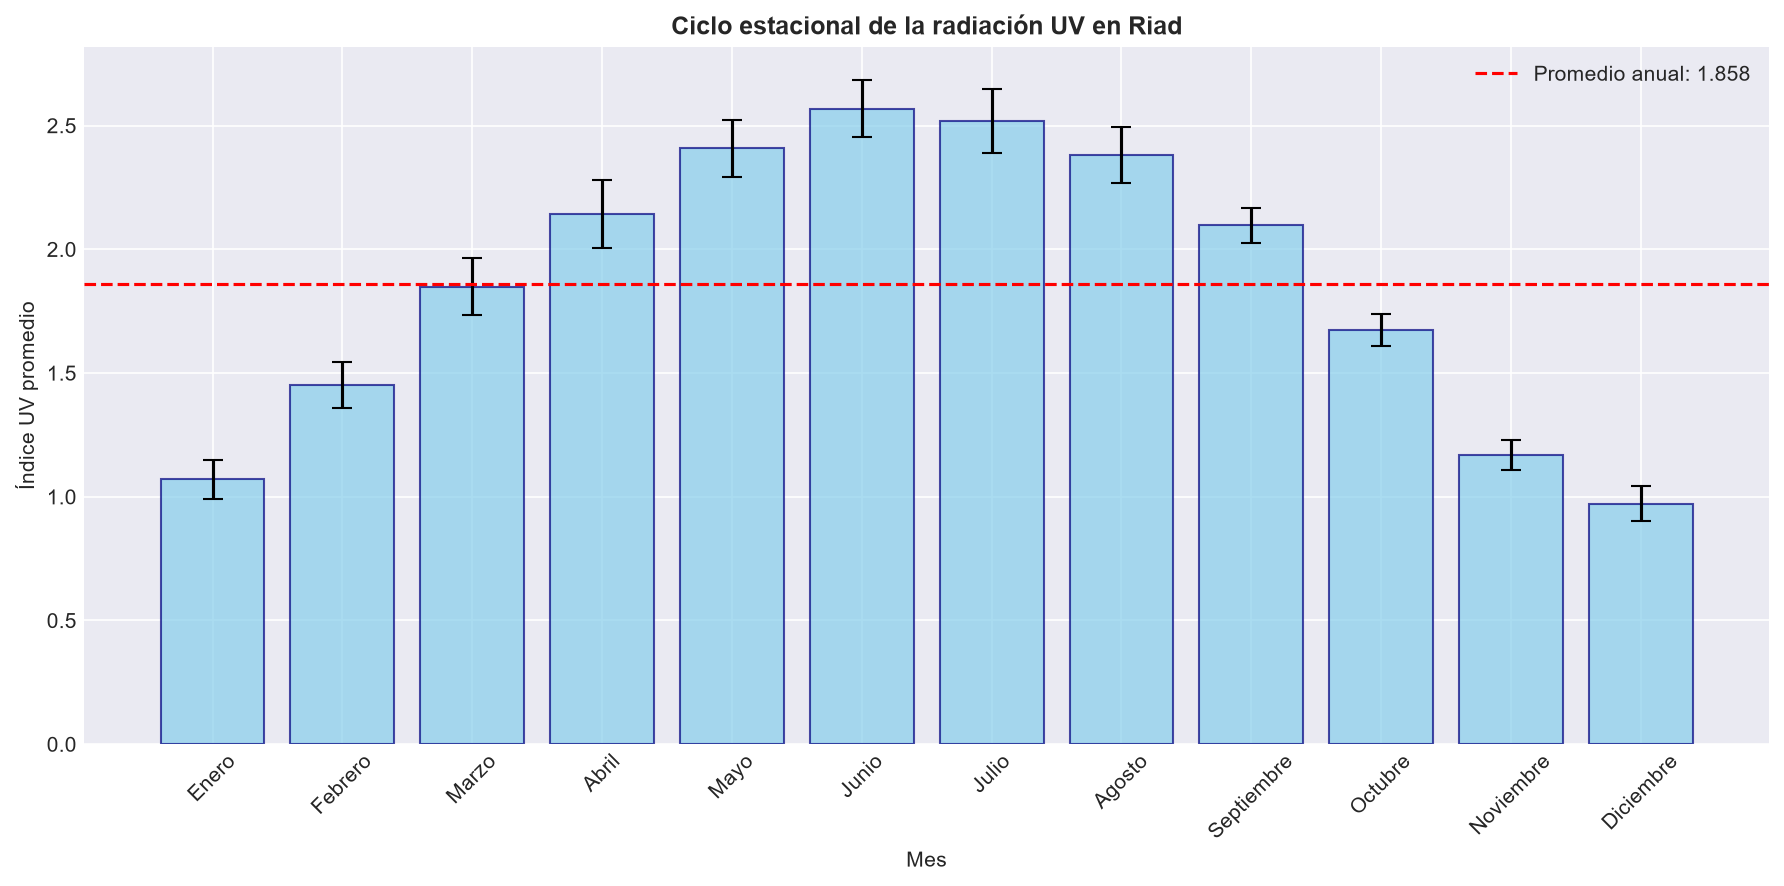 Ciclo estacional de la radiación UV en Riad
Promedio anual: 1.858
Índice UV promedio
2.5
2.0
1.5
1.0
0.5
0.0
Enero
Febrero
Marzo
Abril
Mayo
Junio
Julio
Agosto
Septiembre
Octubre
Noviembre
Diciembre
Mes